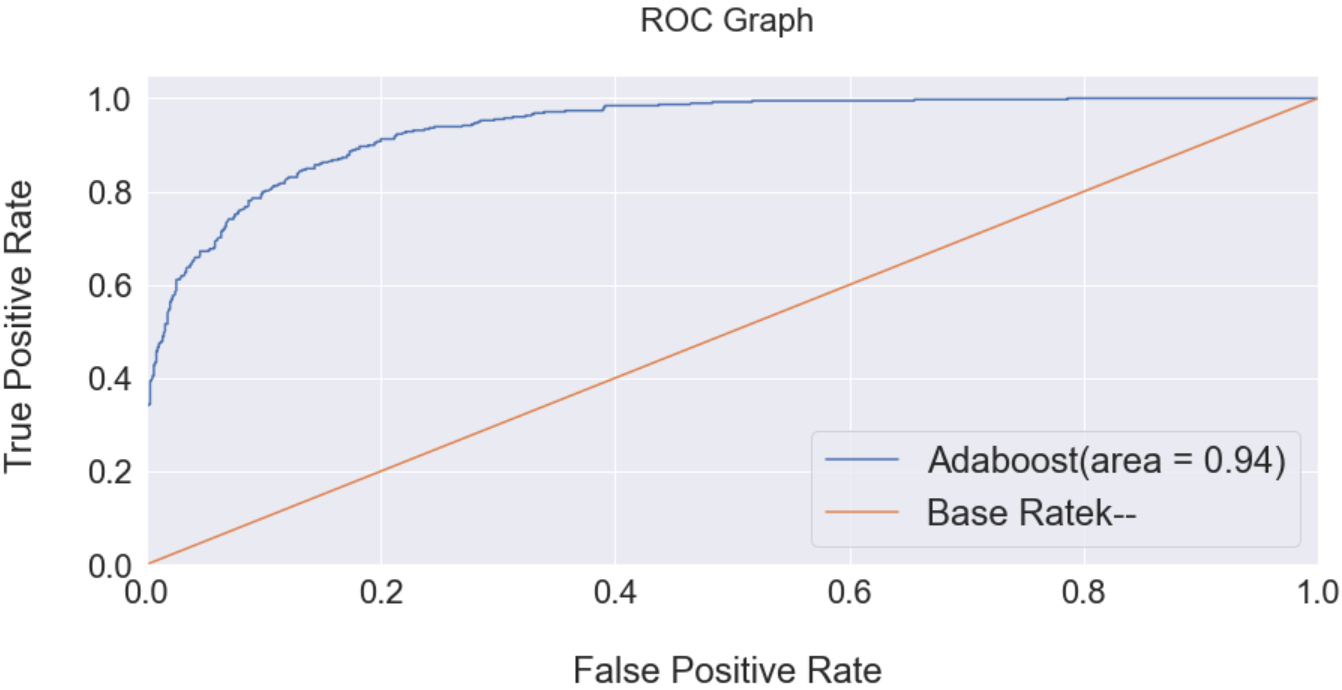 ROC Graph
1.0
0.8
0.6
0.4
0.2
0.0
True Positive Rate
Adaboost(area = 0.94)
Base Ratek--
0.0 0.2 0.4 0.6 0.8 1.0
False Positive Rate